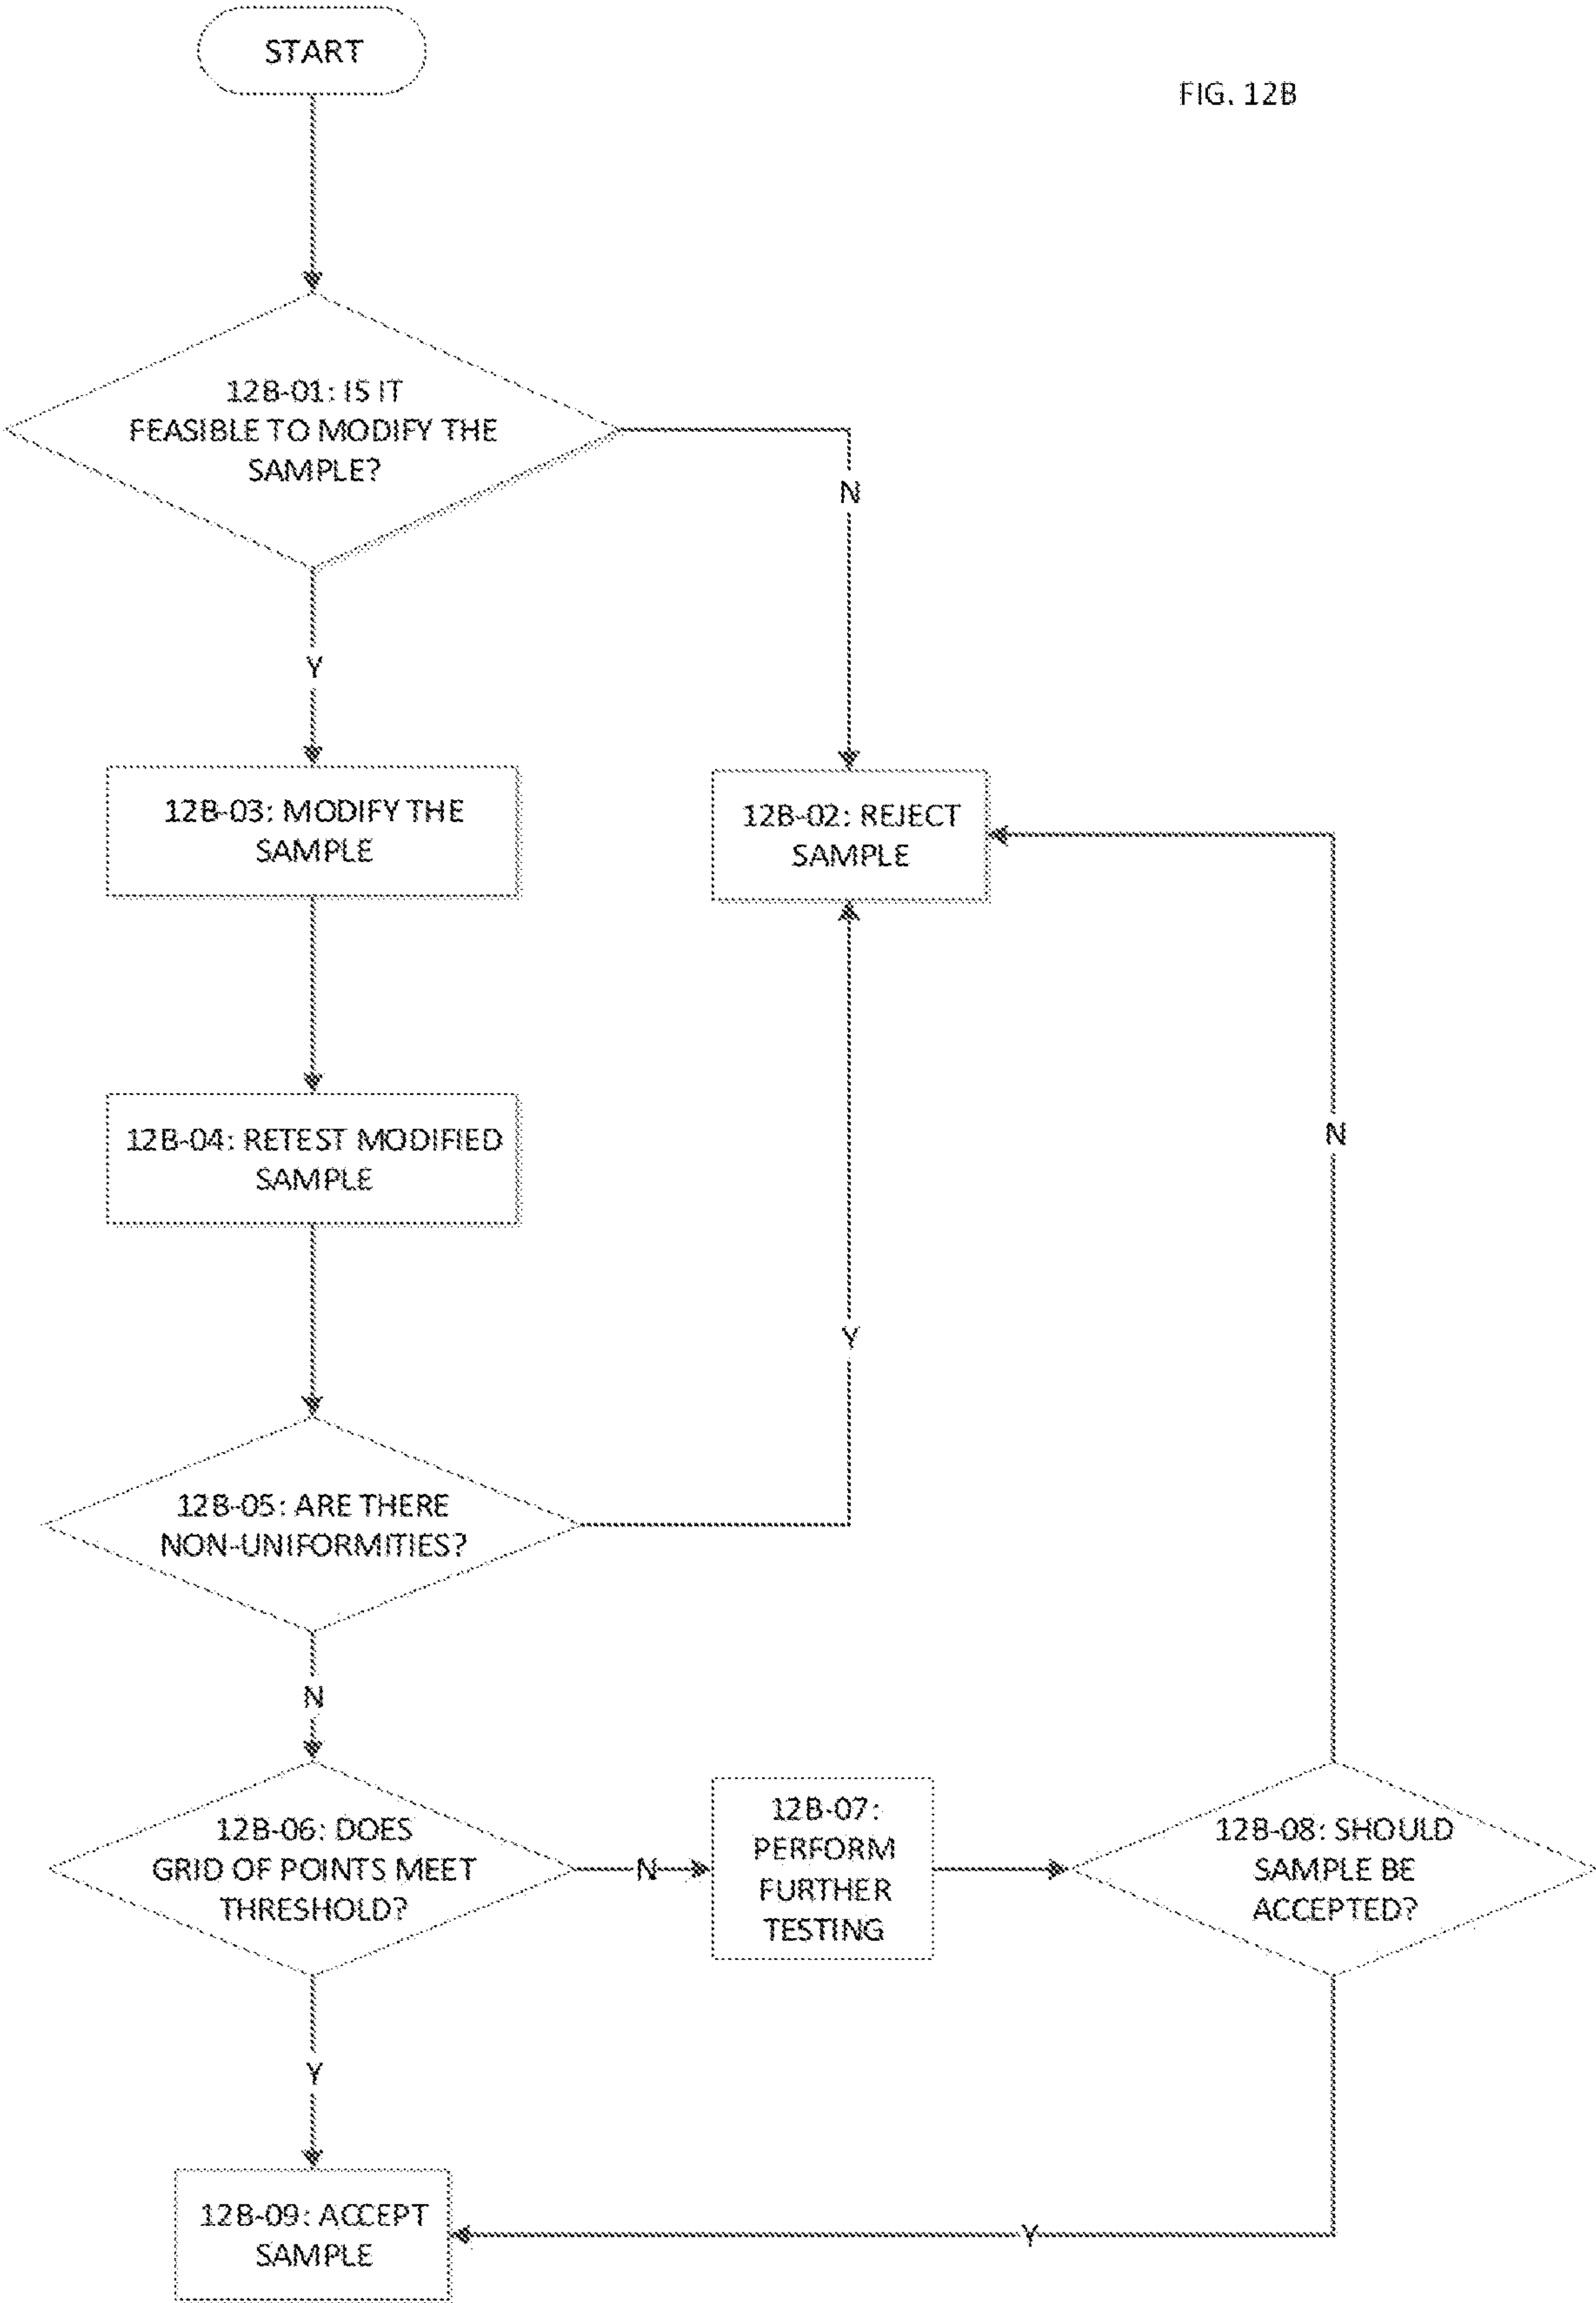 START
FIG. 12B
12B-01: IS IT
FEASIBLE TO MODIFY THE
SAMPLE?
N
Y
12B-03: MODIFY THE
SAMPLE
12B-02: REJECT
SAMPLE
12B-04: RETEST MODIFIED
SAMPLE
N
Y
12B-05: ARE THERE
NON-UNIFORMITIES?
N
12B-06: DOES
GRID OF POINTS MEET
THRESHOLD?
N
12B-07:
PERFORM
FURTHER
TESTING
12B-08: SHOULD
SAMPLE BE
ACCEPTED?
Y
12B-09: ACCEPT
SAMPLE
Y